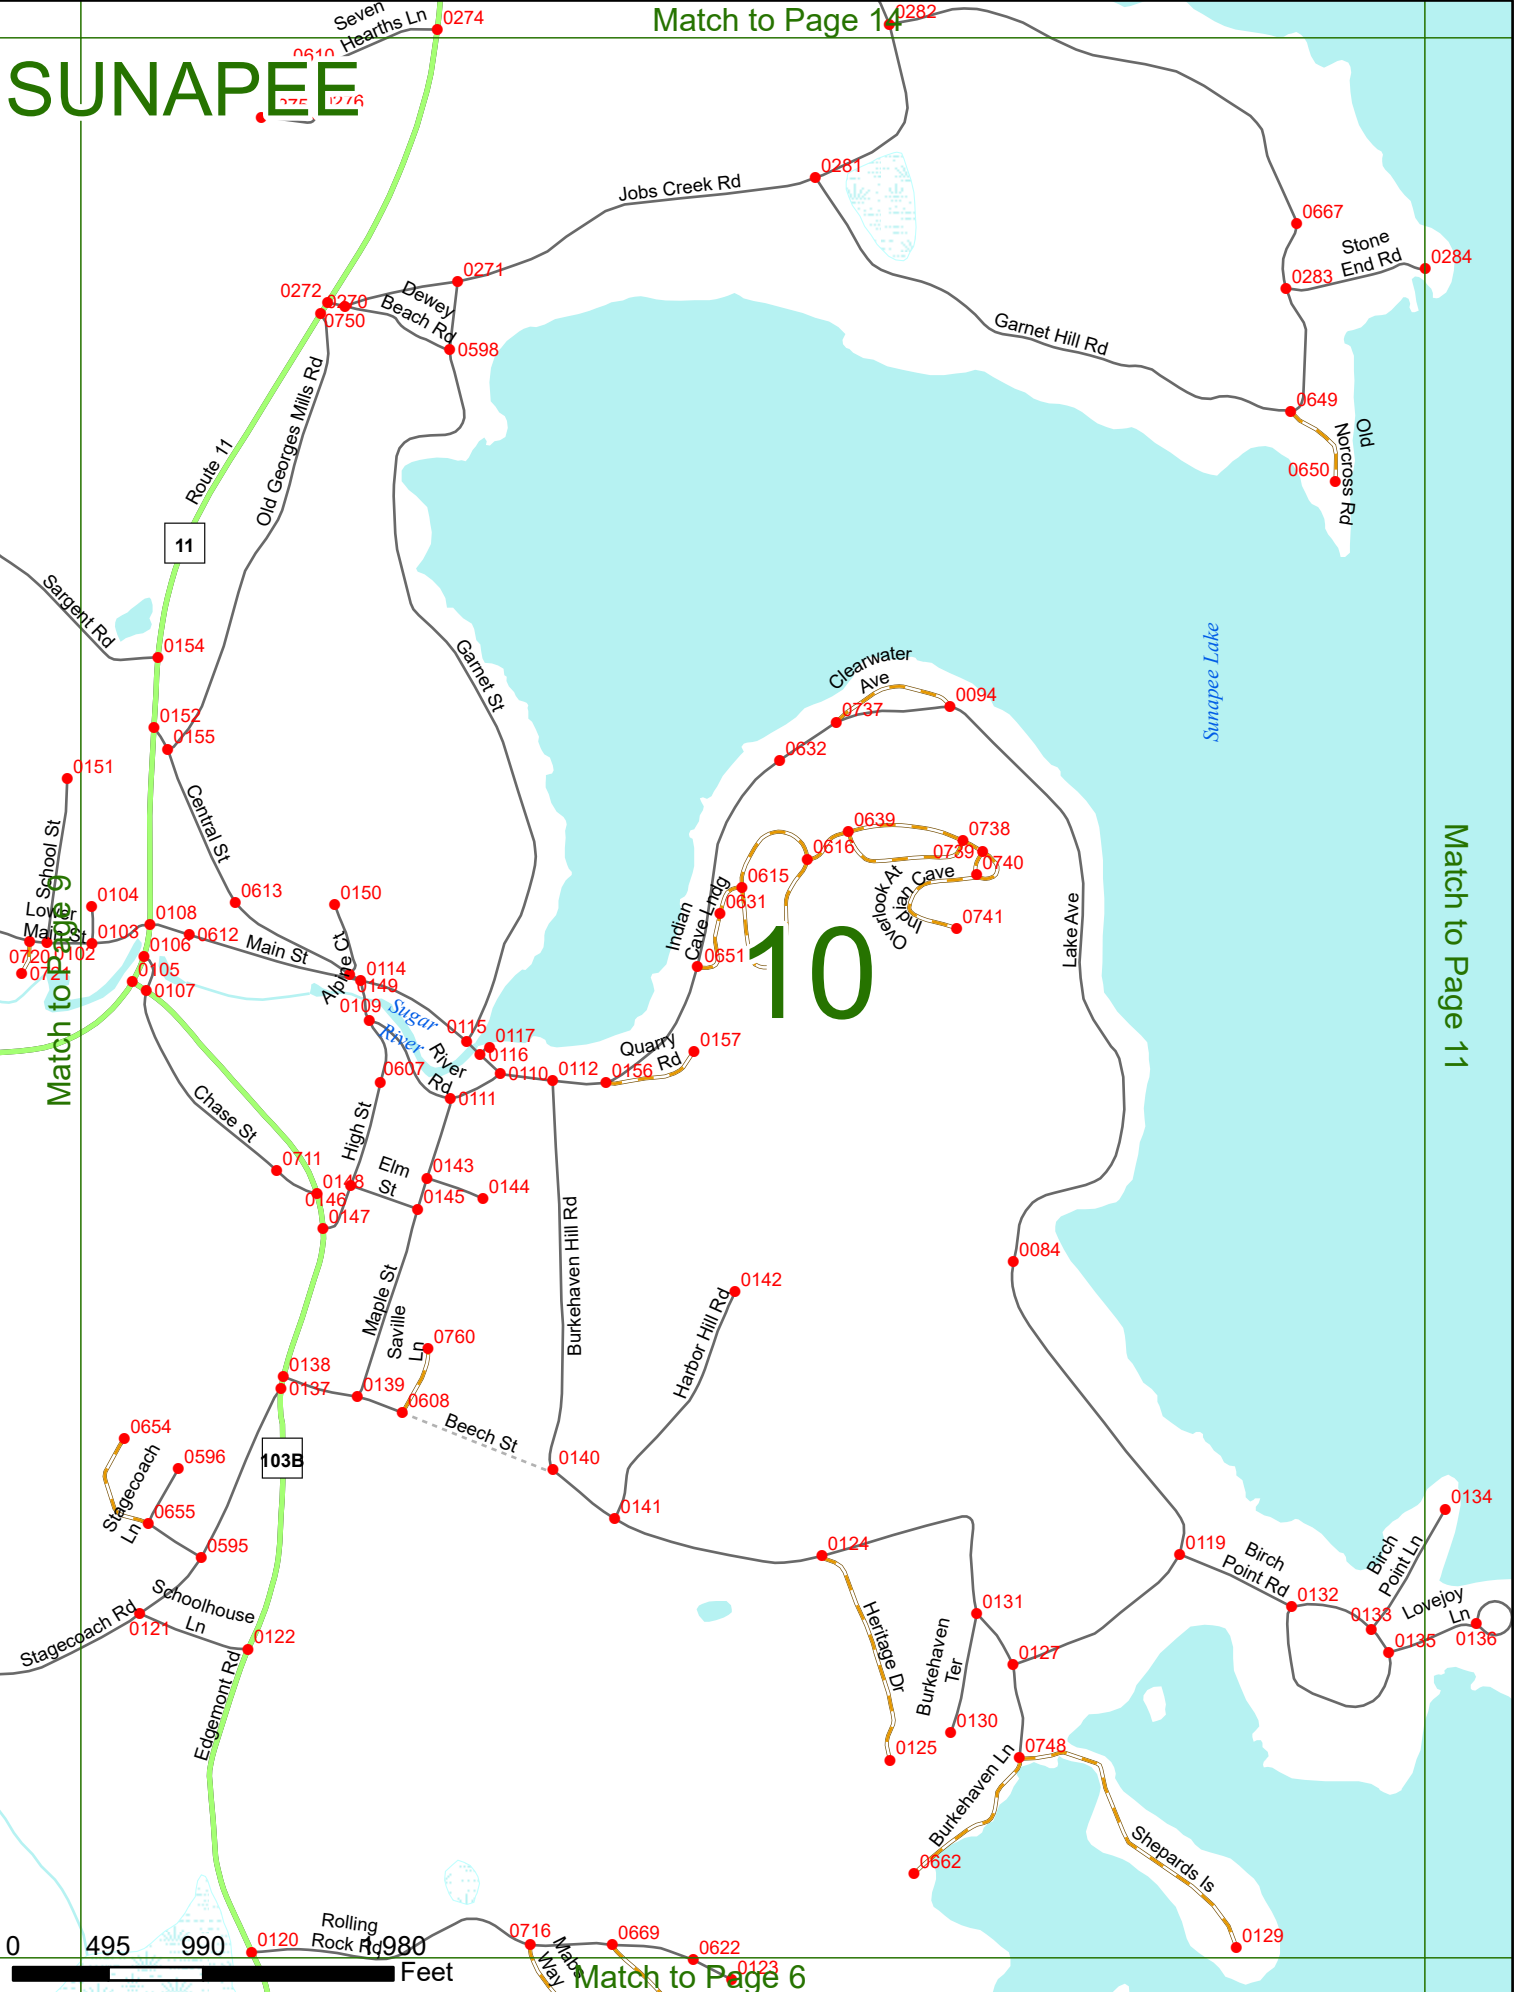 Match to Page 14
0282
0274
Seven
Hearths Ln
0610
SUNAPEE
0276
0281
Jobs Creek Rd
0667
Stone
End Rd
0284
0283
0271
0272
0270
0750
Dewey
Beach Rd
0598
Garnet Hill Rd
0649
Old
Norcross Rd
0650
Old Georges Mills Rd
Route 11
11
Sargent Rd
0154
Garnet St
Sunapee Lake
Clearwater
Ave
0094
0737
0632
0152
0155
0151
Central St
School St
0639
0738
0739
0740
0616
0615
0631
Overlook At
Indian Cave
0741
Indian
Cave Lndg
0651
10
Lake Ave
Match to Page 11
Match to Page 9
0104
Lower
Main St
0103
0102
0720
0721
0108
0106
0105
0107
0612
0613
0150
Main St
Alpine Ct
0114
0149
0109
Sugar
River
River
Rd
0115
0117
0116
0110
0112
0156
Quarry
Rd
0157
0607
0111
Chase St
High St
0711
0148
0146
0147
Elm
St
0143
0144
0145
Burkehaven Hill Rd
0084
0142
Harbor Hill Rd
Maple St
Saville
Ln
0760
0138
0137
0139
0608
Beech St
0140
0141
103B
0654
0596
Stagecoach
Ln
0655
0595
Schoolhouse
Ln
Stagecoach Rd
0121
0122
Edgemont Rd
0124
Heritage Dr
0125
0131
Burkehaven
Ter
0130
0127
0119
Birch
Point Rd
0132
Birch
Point Ln
0134
0133
Lovejoy
Ln
0135
0136
0748
Burkehaven Ln
0662
Shepards Is
0129
0120
Rolling
Rock Rd
0716
Mabs
Way
0669
0622
0123
0 495 990 1,980
Feet
Match to Page 6